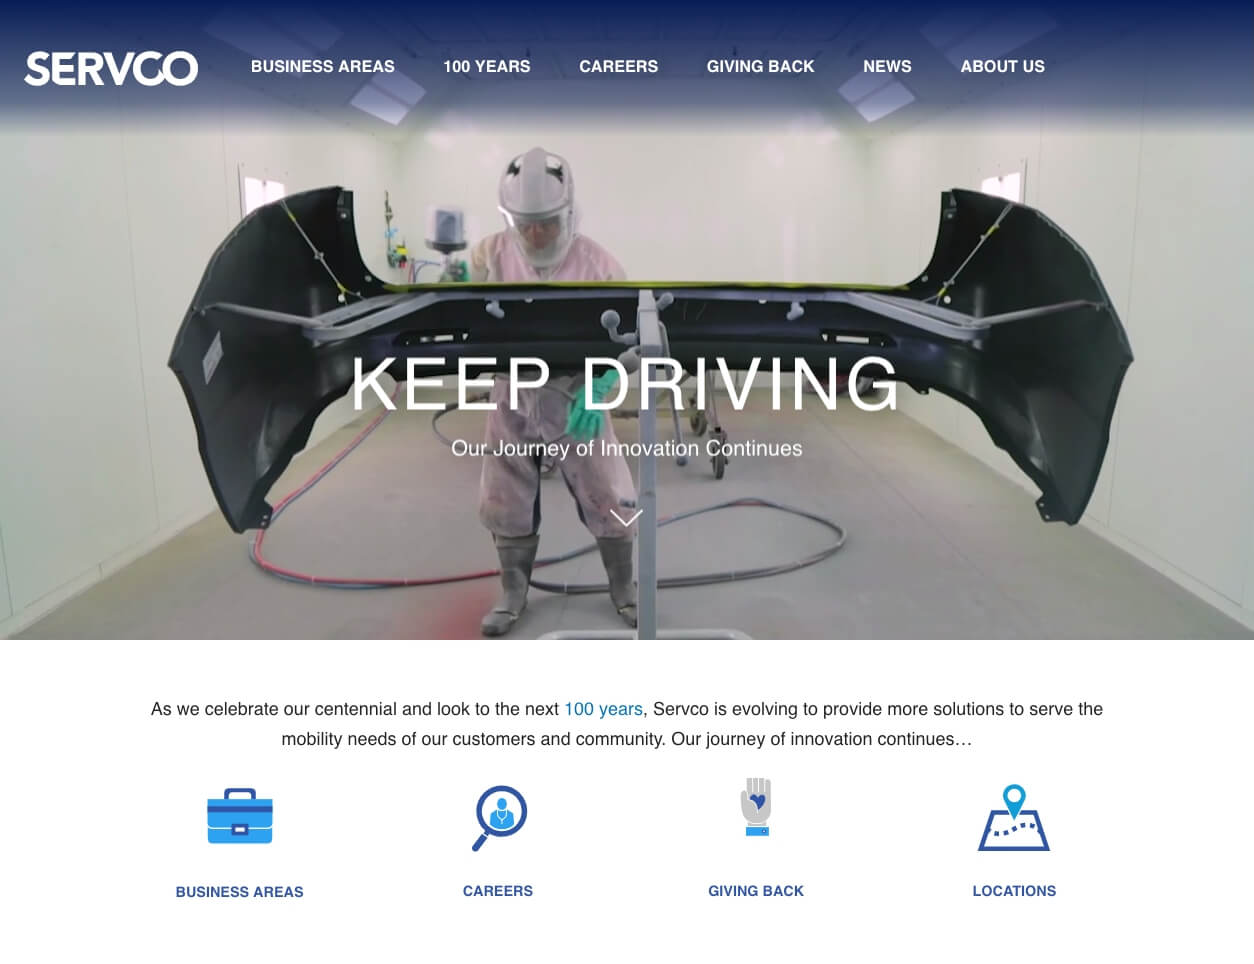 SERVCO
BUSINESS AREAS
100 YEARS
CAREERS
GIVING BACK
NEWS
ABOUT US
KEEP DRIVING
Our Journey of Innovation Continues
As we celebrate our centennial and look to the next 100 years, Servco is evolving to provide more solutions to serve the
mobility needs of our customers and community. Our journey of innovation continues…
BUSINESS AREAS
CAREERS
GIVING BACK
LOCATIONS